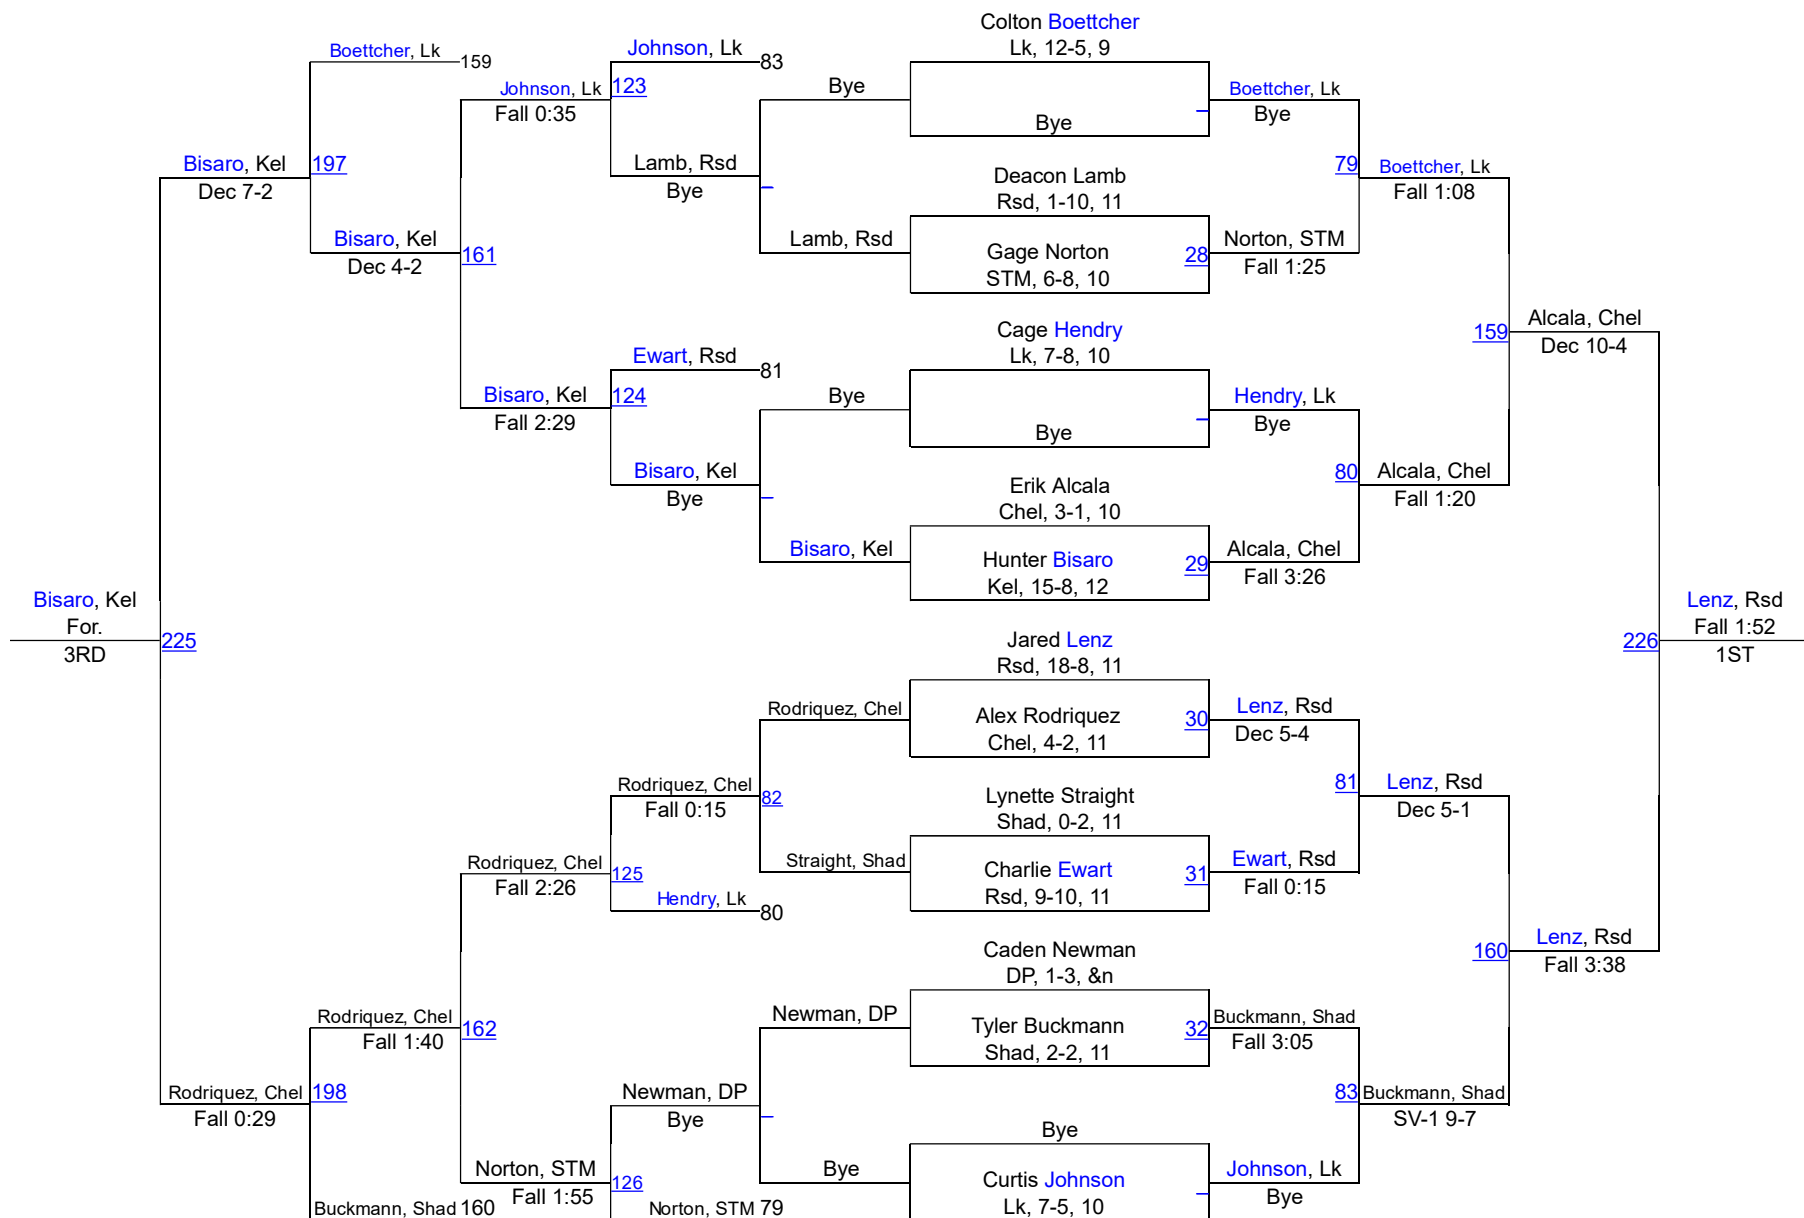 Colton Boettcher
Lk, 12-5, 9
Bye
Deacon Lamb
Rsd, 1-10, 11
Gage Norton
STM, 6-8, 10
28
Cage Hendry
Lk, 7-8, 10
Bye
Erik Alcala
Chel, 3-1, 10
Hunter Bisaro
Kel, 15-8, 12
29
Jared Lenz
Rsd, 18-8, 11
Alex Rodriquez
Chel, 4-2, 11
30
Lynette Straight
Shad, 0-2, 11
Charlie Ewart
Rsd, 9-10, 11
31
Caden Newman
DP, 1-3, &n
Tyler Buckmann
Shad, 2-2, 11
32
Bye
Curtis Johnson
Lk, 7-5, 10
Boettcher, Lk
Bye
Norton, STM
Fall 1:25
Hendry, Lk
Bye
Alcala, Chel
Fall 3:26
Lenz, Rsd
Dec 5-4
Ewart, Rsd
Fall 0:15
Buckmann, Shad
Fall 3:05
Johnson, Lk
Bye
79
Boettcher, Lk
Fall 1:08
80
Alcala, Chel
Fall 1:20
81
Lenz, Rsd
Dec 5-1
83
Buckmann, Shad
SV-1 9-7
159
Alcala, Chel
Dec 10-4
160
Lenz, Rsd
Fall 3:38
226
Lenz, Rsd
Fall 1:52
1ST
Bye
Lamb, Rsd
Bye
Bisaro, Kel
Rodriquez, Chel
Straight, Shad
Newman, DP
Bye
Johnson, Lk
83
123
Lamb, Rsd
Bye
Ewart, Rsd
81
124
Bisaro, Kel
Bye
Rodriquez, Chel
Fall 0:15
82
125
Hendry, Lk
80
Newman, DP
Bye
126
Norton, STM 79
Johnson, Lk
Fall 0:35
161
Bisaro, Kel
Fall 2:29
Rodriquez, Chel
Fall 2:26
162
Norton, STM
Fall 1:55
Boettcher, Lk
159
197
Bisaro, Kel
Dec 4-2
Rodriquez, Chel
Fall 1:40
198
Buckmann, Shad 160
Bisaro, Kel
Dec 7-2
Rodriquez, Chel
Fall 0:29
225
Bisaro, Kel
For.
3RD